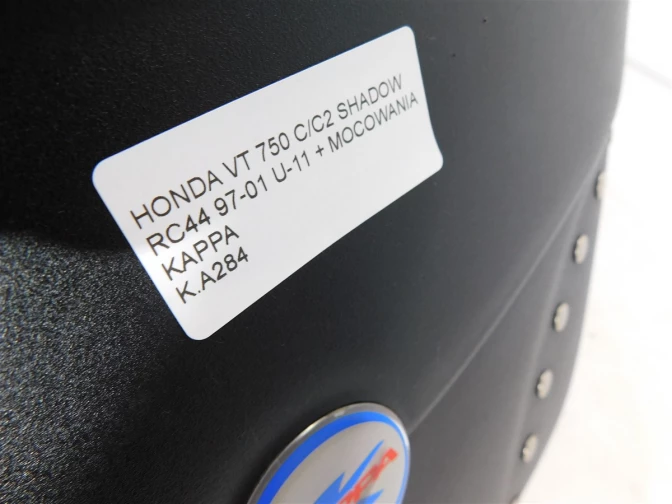 HONDA VT 750 C/C2 SHADOW
RC44 97-01 U-11 + MOCOWANIA
KAPPA
K.A284